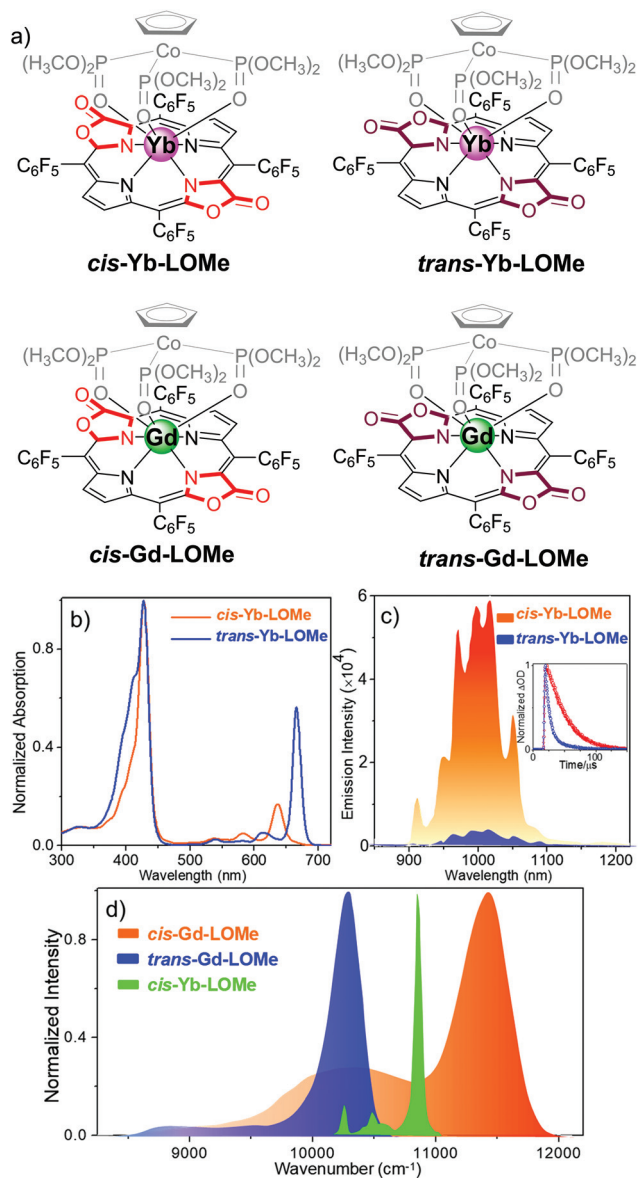 a)
Co
(H3CO)2P
P(OCH3)2
P(OCH3)2
O
O
O
O
O
C6F5
C6F5
C6F5
C6F5
N
N
N
N
Yb
O
O
cis-Yb-LOMe
Co
(H3CO)2P
P(OCH3)2
P(OCH3)2
O
O
O
O
O
C6F5
C6F5
C6F5
C6F5
N
N
N
N
Yb
O
O
trans-Yb-LOMe
Co
(H3CO)2P
P(OCH3)2
P(OCH3)2
O
O
O
O
O
C6F5
C6F5
C6F5
C6F5
N
N
N
N
Gd
O
O
cis-Gd-LOMe
Co
(H3CO)2P
P(OCH3)2
P(OCH3)2
O
O
O
O
O
C6F5
C6F5
C6F5
C6F5
N
N
N
N
Gd
O
O
trans-Gd-LOMe
b)
cis-Yb-LOMe
trans-Yb-LOMe
Normalized Absorption
0.8
0.4
0.0
300 400 500 600 700
Wavelength (nm)
c)
cis-Yb-LOMe
trans-Yb-LOMe
Emission Intensity (×10⁴)
6
4
2
0
900 1000 1100 1200
Wavelength (nm)
Normalized ΔOD
1
0
0 100
Time/μs
d)
cis-Gd-LOMe
trans-Gd-LOMe
cis-Yb-LOMe
Normalized Intensity
0.8
0.4
0.0
9000 10000 11000 12000
Wavenumber (cm⁻¹)